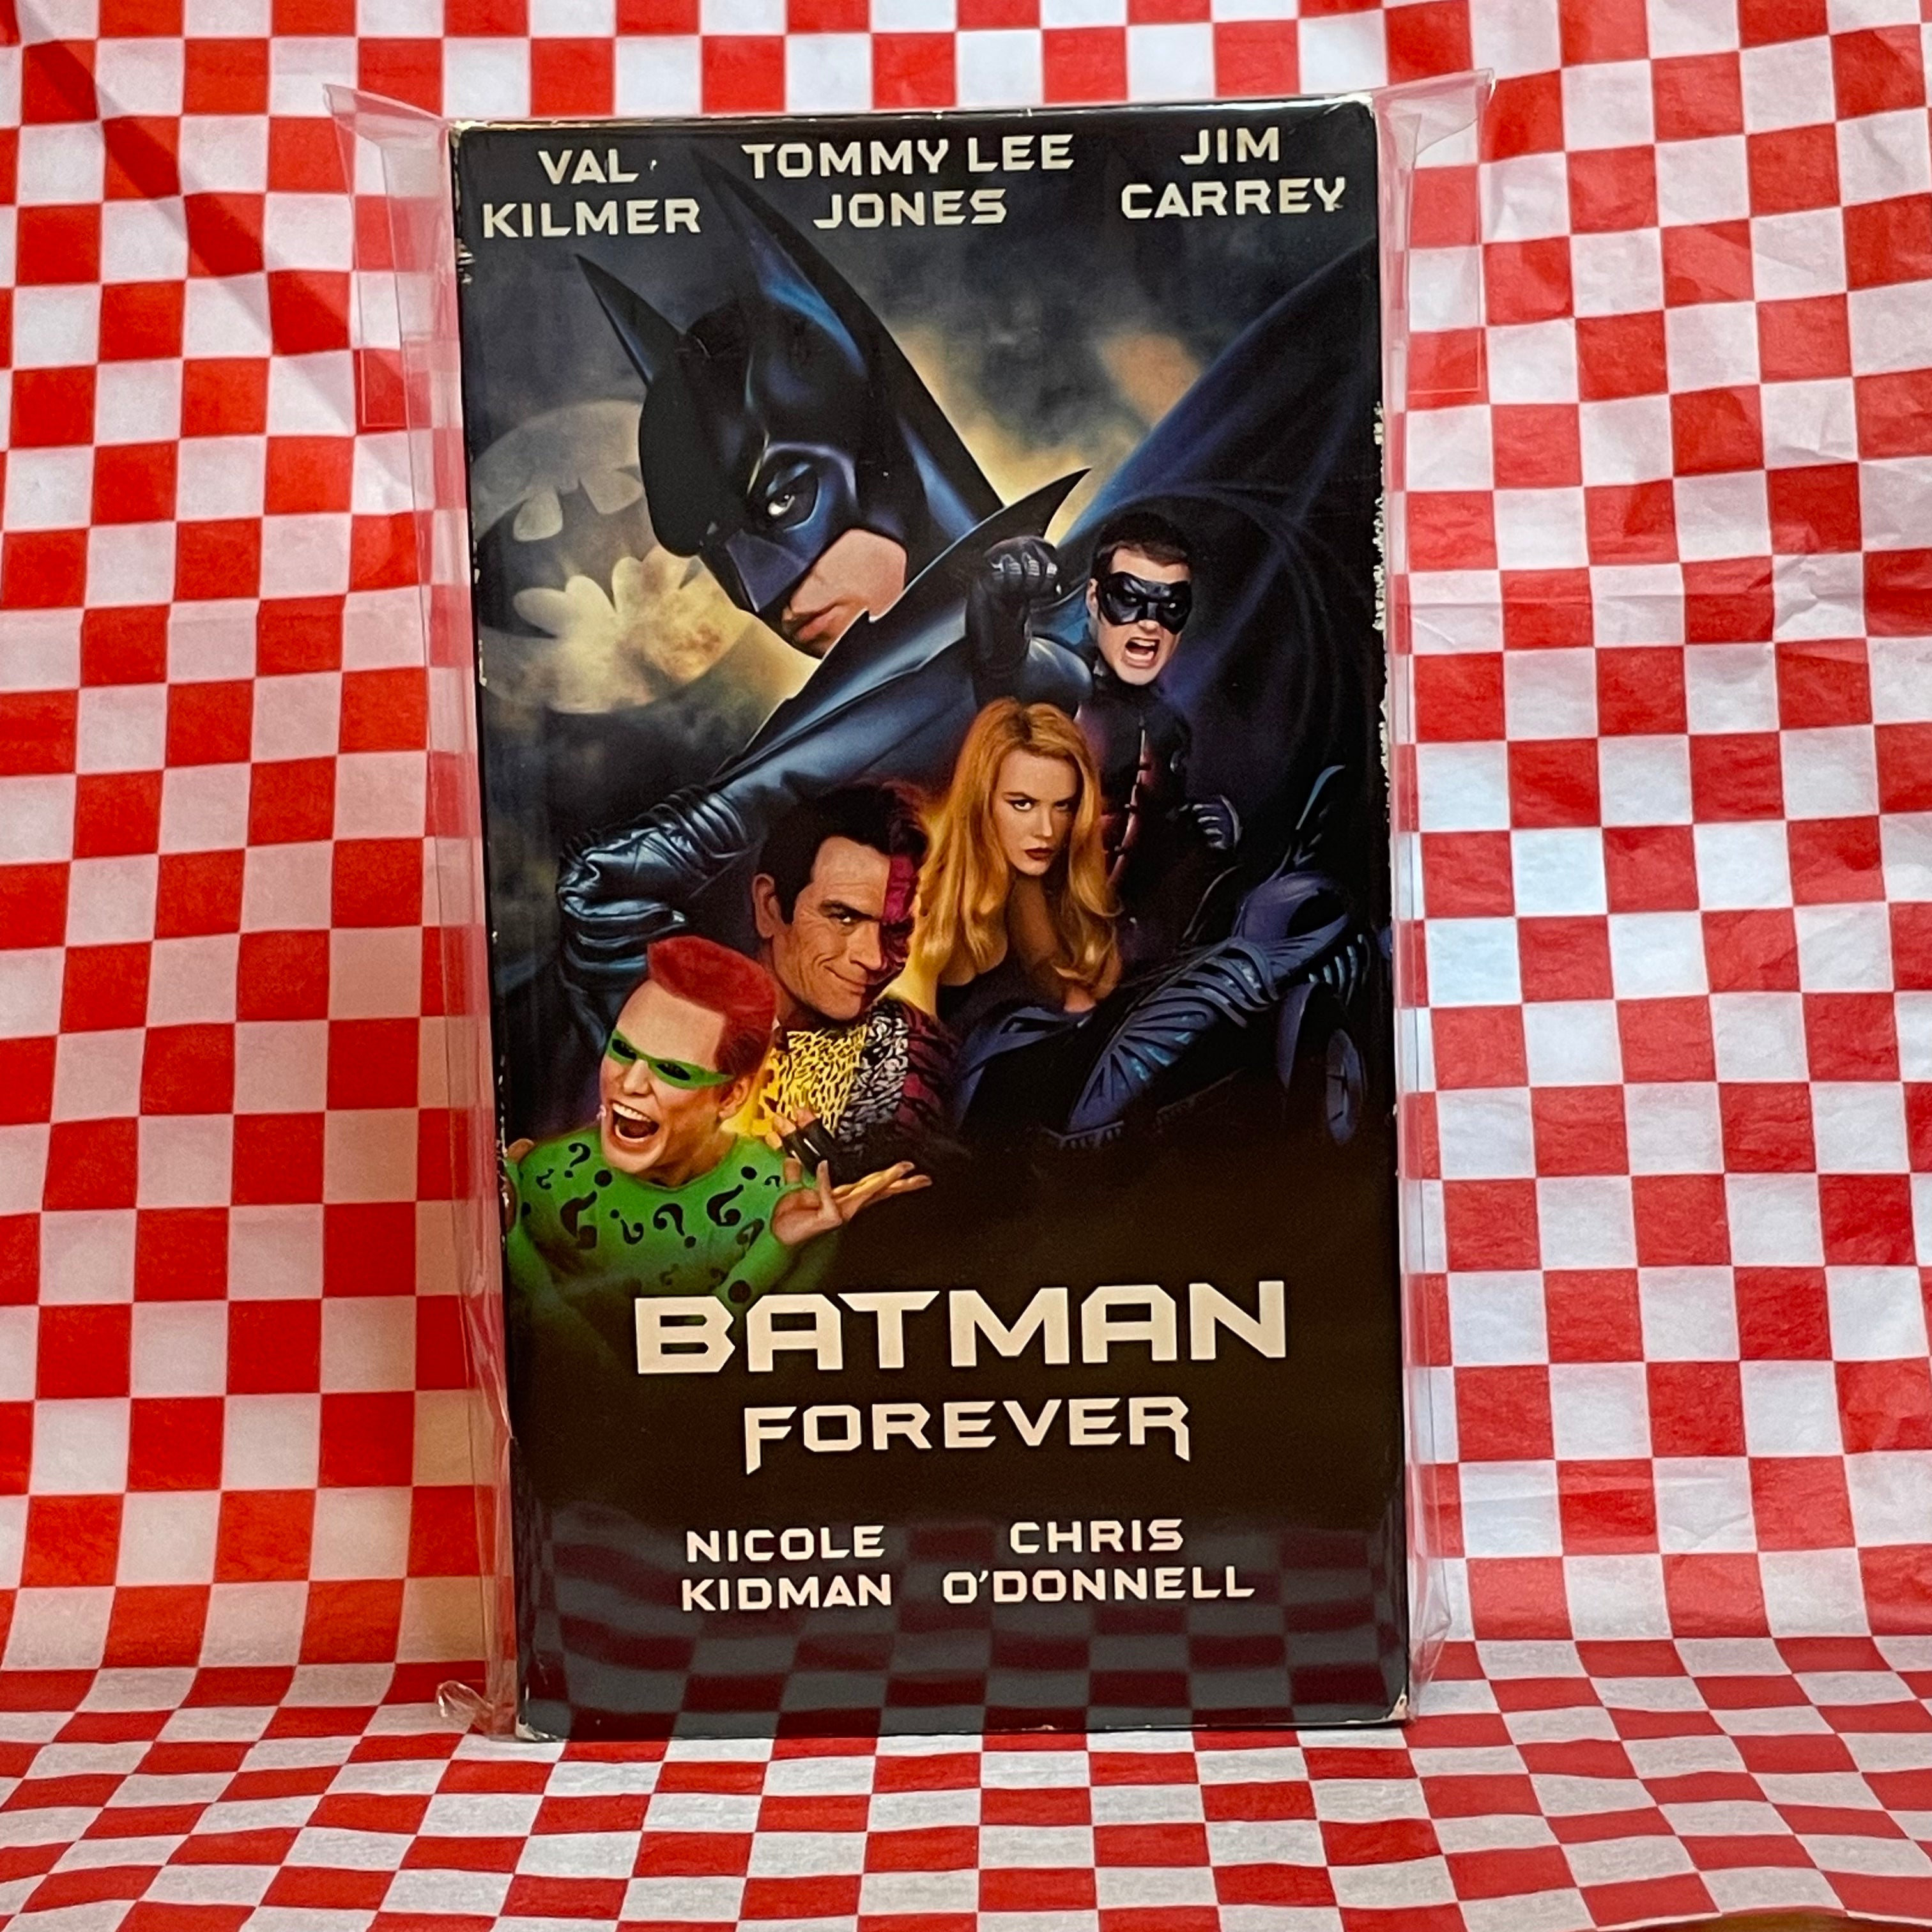 VAL
KILMER
TOMMY LEE
JONES
JIM
CARREY
BATMAN
FOREVER
NICOLE
KIDMAN
CHRIS
O'DONNELL